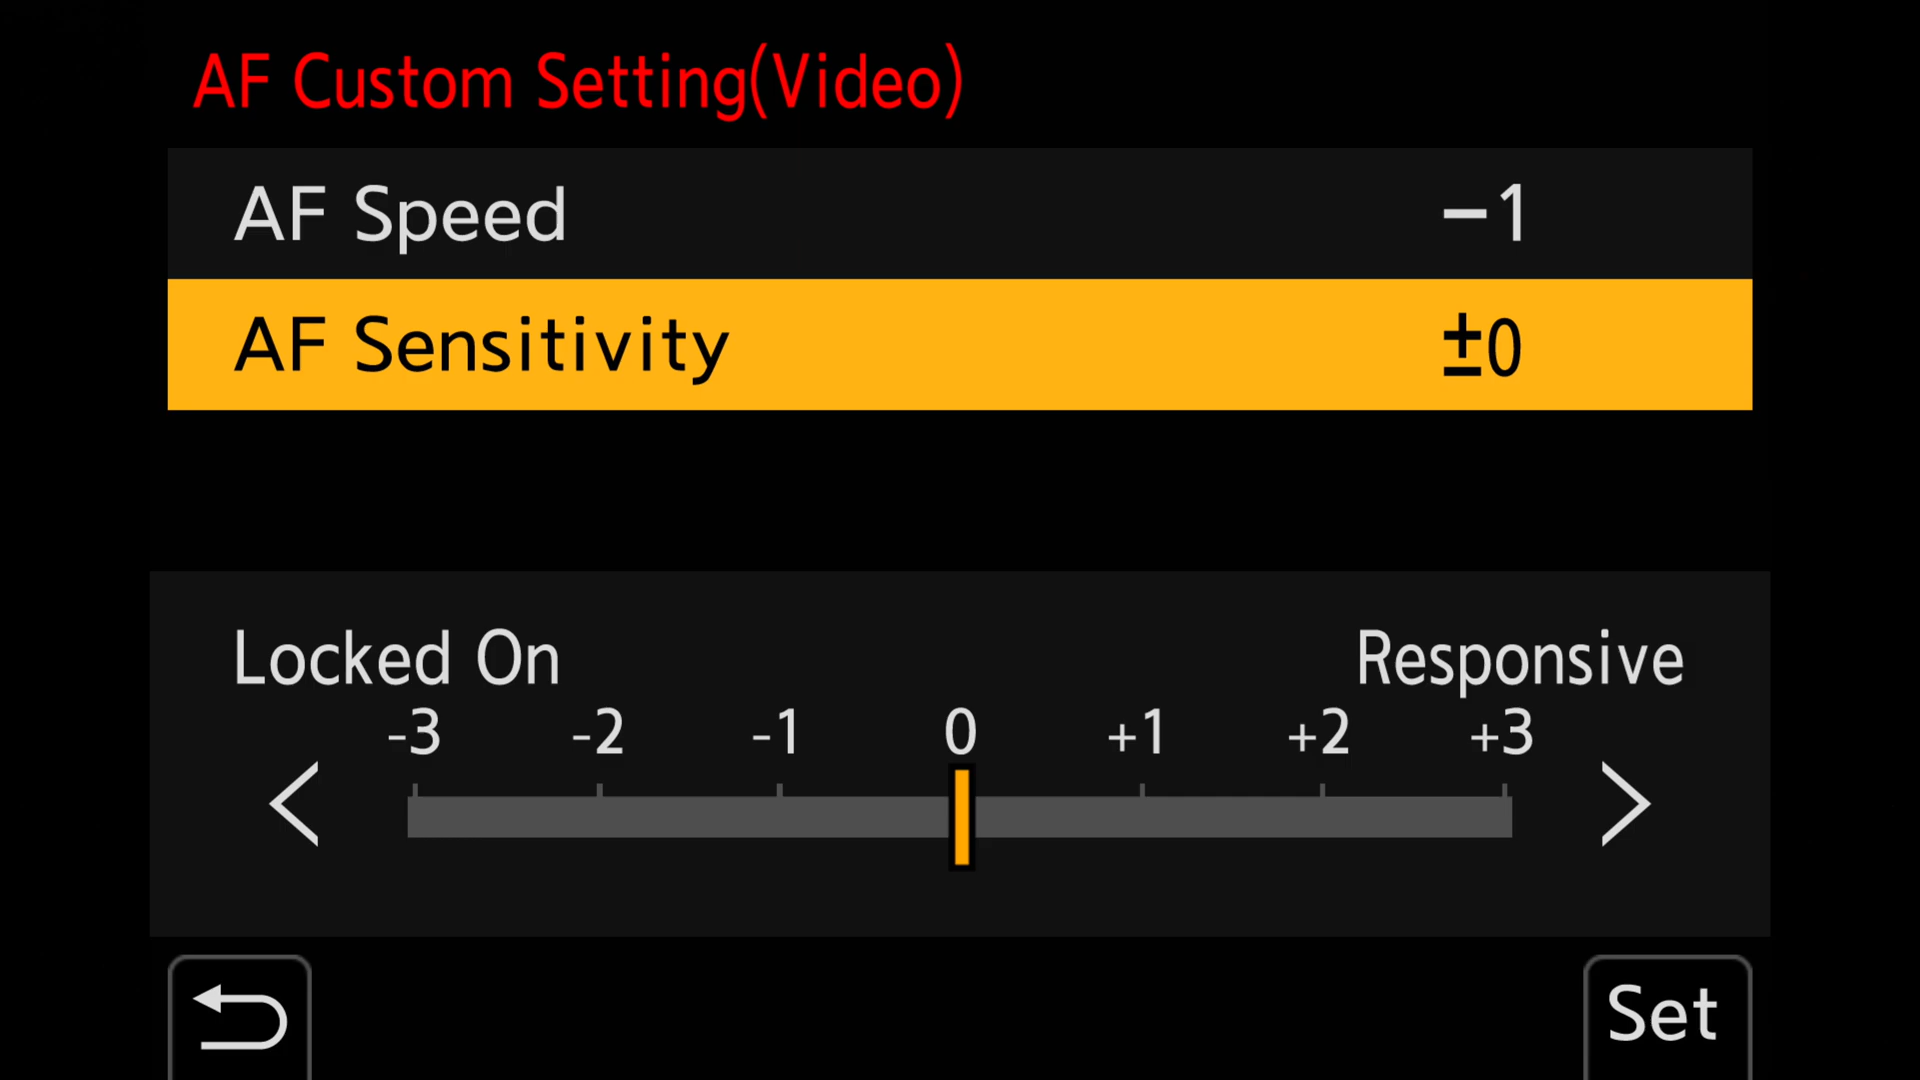 AF Custom Setting(Video)
AF Speed −1
AF Sensitivity ±0
Locked On Responsive
-3 -2 -1 0 +1 +2 +3
Set